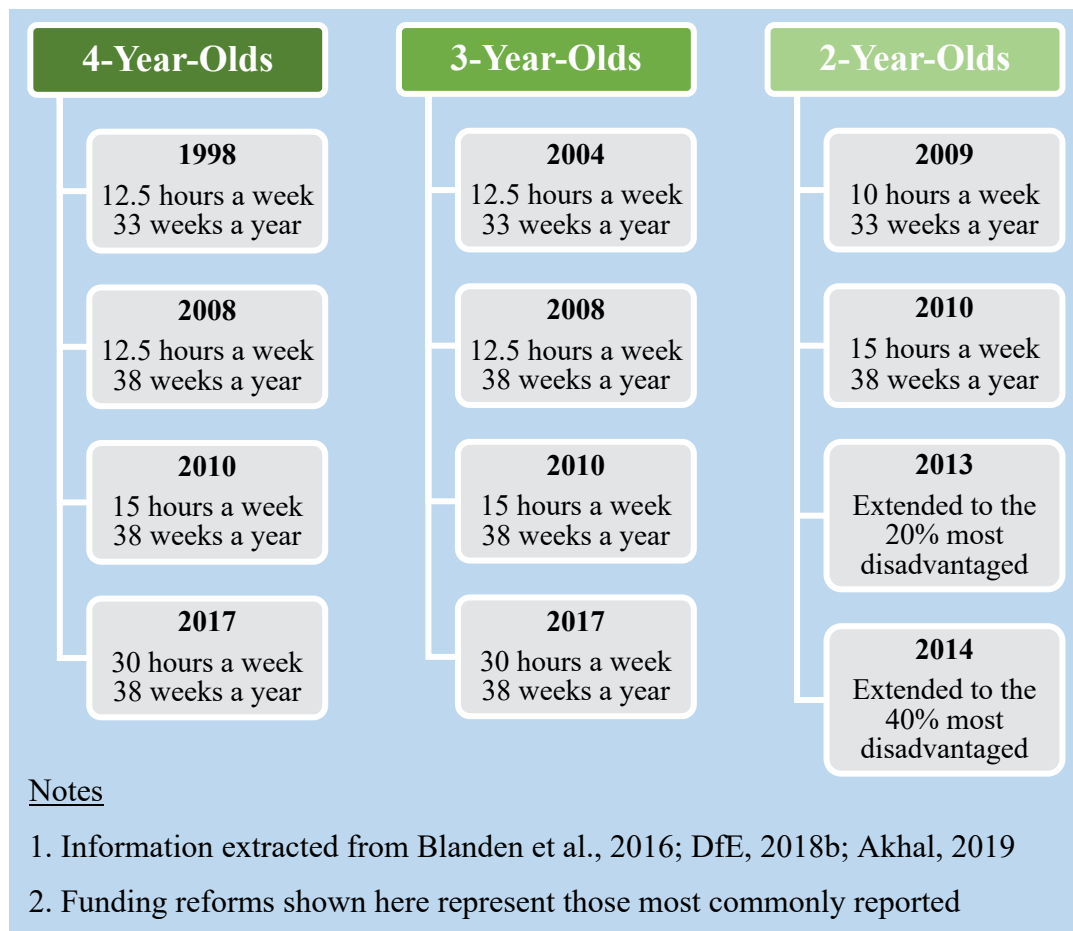 4-Year-Olds
1998
12.5 hours a week
33 weeks a year
2008
12.5 hours a week
38 weeks a year
2010
15 hours a week
38 weeks a year
2017
30 hours a week
38 weeks a year
3-Year-Olds
2004
12.5 hours a week
33 weeks a year
2008
12.5 hours a week
38 weeks a year
2010
15 hours a week
38 weeks a year
2017
30 hours a week
38 weeks a year
2-Year-Olds
2009
10 hours a week
33 weeks a year
2010
15 hours a week
38 weeks a year
2013
Extended to the
20% most
disadvantaged
2014
Extended to the
40% most
disadvantaged
Notes
1. Information extracted from Blanden et al., 2016; DfE, 2018b; Akhal, 2019
2. Funding reforms shown here represent those most commonly reported